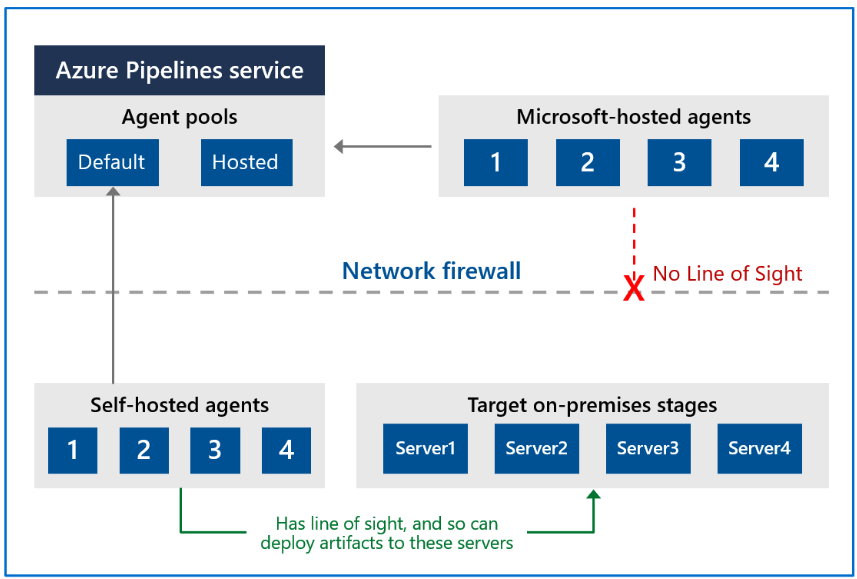 Azure Pipelines service
Agent pools
Default
Hosted
Microsoft-hosted agents
1
2
3
4
Network firewall
X
No Line of Sight
Self-hosted agents
1
2
3
4
Target on-premises stages
Server1
Server2
Server3
Server4
Has line of sight, and so can
deploy artifacts to these servers